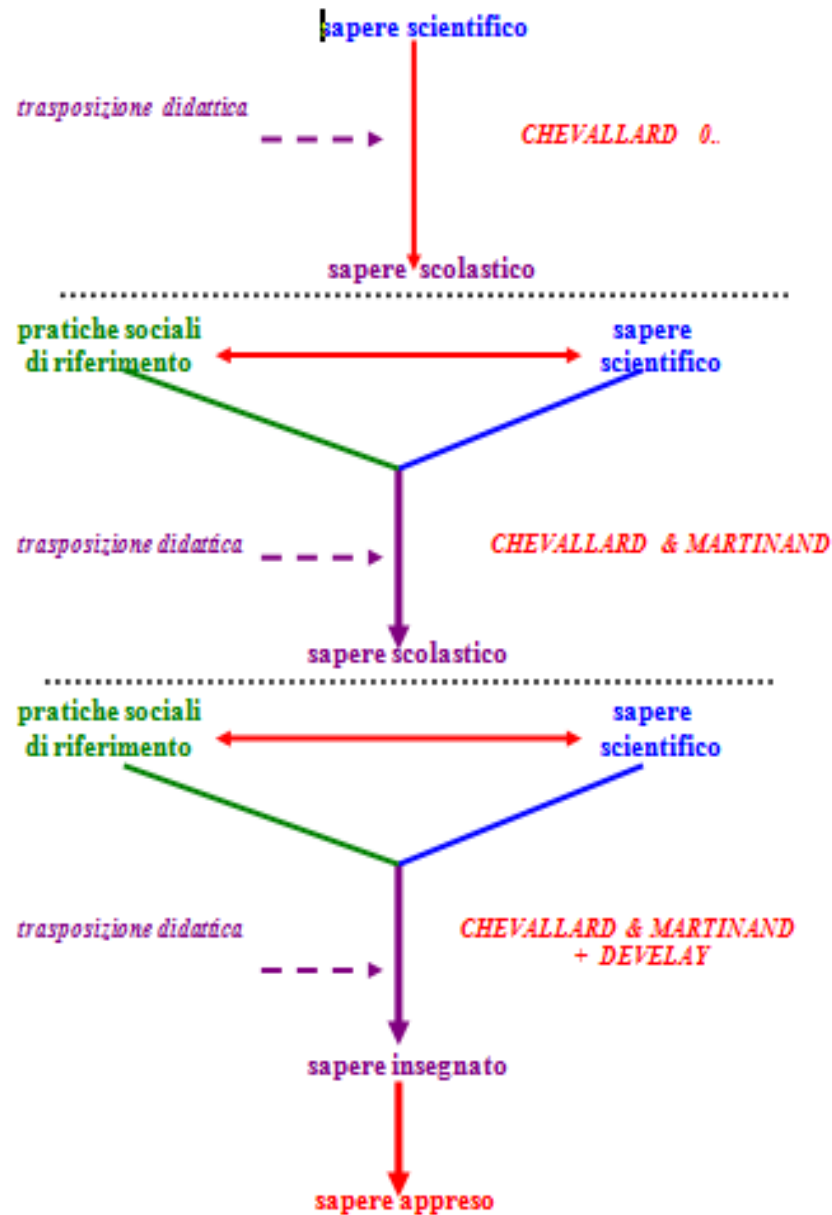 sapere scientifico
trasposizione didattica
CHEVALLARD 0..
sapere scolastico
pratiche sociali
di riferimento
sapere
scientifico
trasposizione didattica
CHEVALLARD & MARTINAND
sapere scolastico
pratiche sociali
di riferimento
sapere
scientifico
trasposizione didattica
CHEVALLARD & MARTINAND
+ DEVELAY
sapere insegnato
sapere appreso